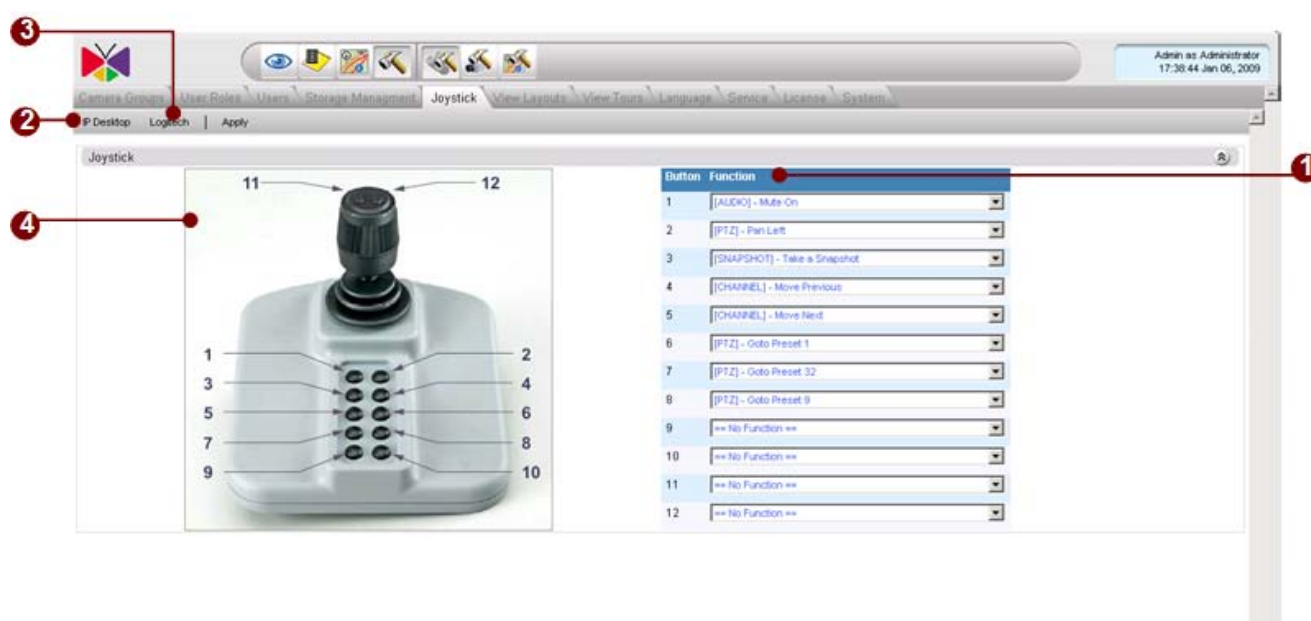 3
Admin as Administrator
17:38:44 Jan 06, 2009
Camera Groups User Roles Users Storage Managment Joystick View Layouts View Tours Language Service License System
2
IP Desktop Logitech | Apply
Joystick
1
Button Function
11 12
4
1 [AUDIO] - Mute On
2 [PTZ] - Pan Left
3 [SNAPSHOT] - Take a Snapshot
4 [CHANNEL] - Move Previous
5 [CHANNEL] - Move Next
6 [PTZ] - Goto Preset 1
7 [PTZ] - Goto Preset 32
8 [PTZ] - Goto Preset 9
9 == No Function ==
10 == No Function ==
11 == No Function ==
12 == No Function ==
1 2
3 4
5 6
7 8
9 10